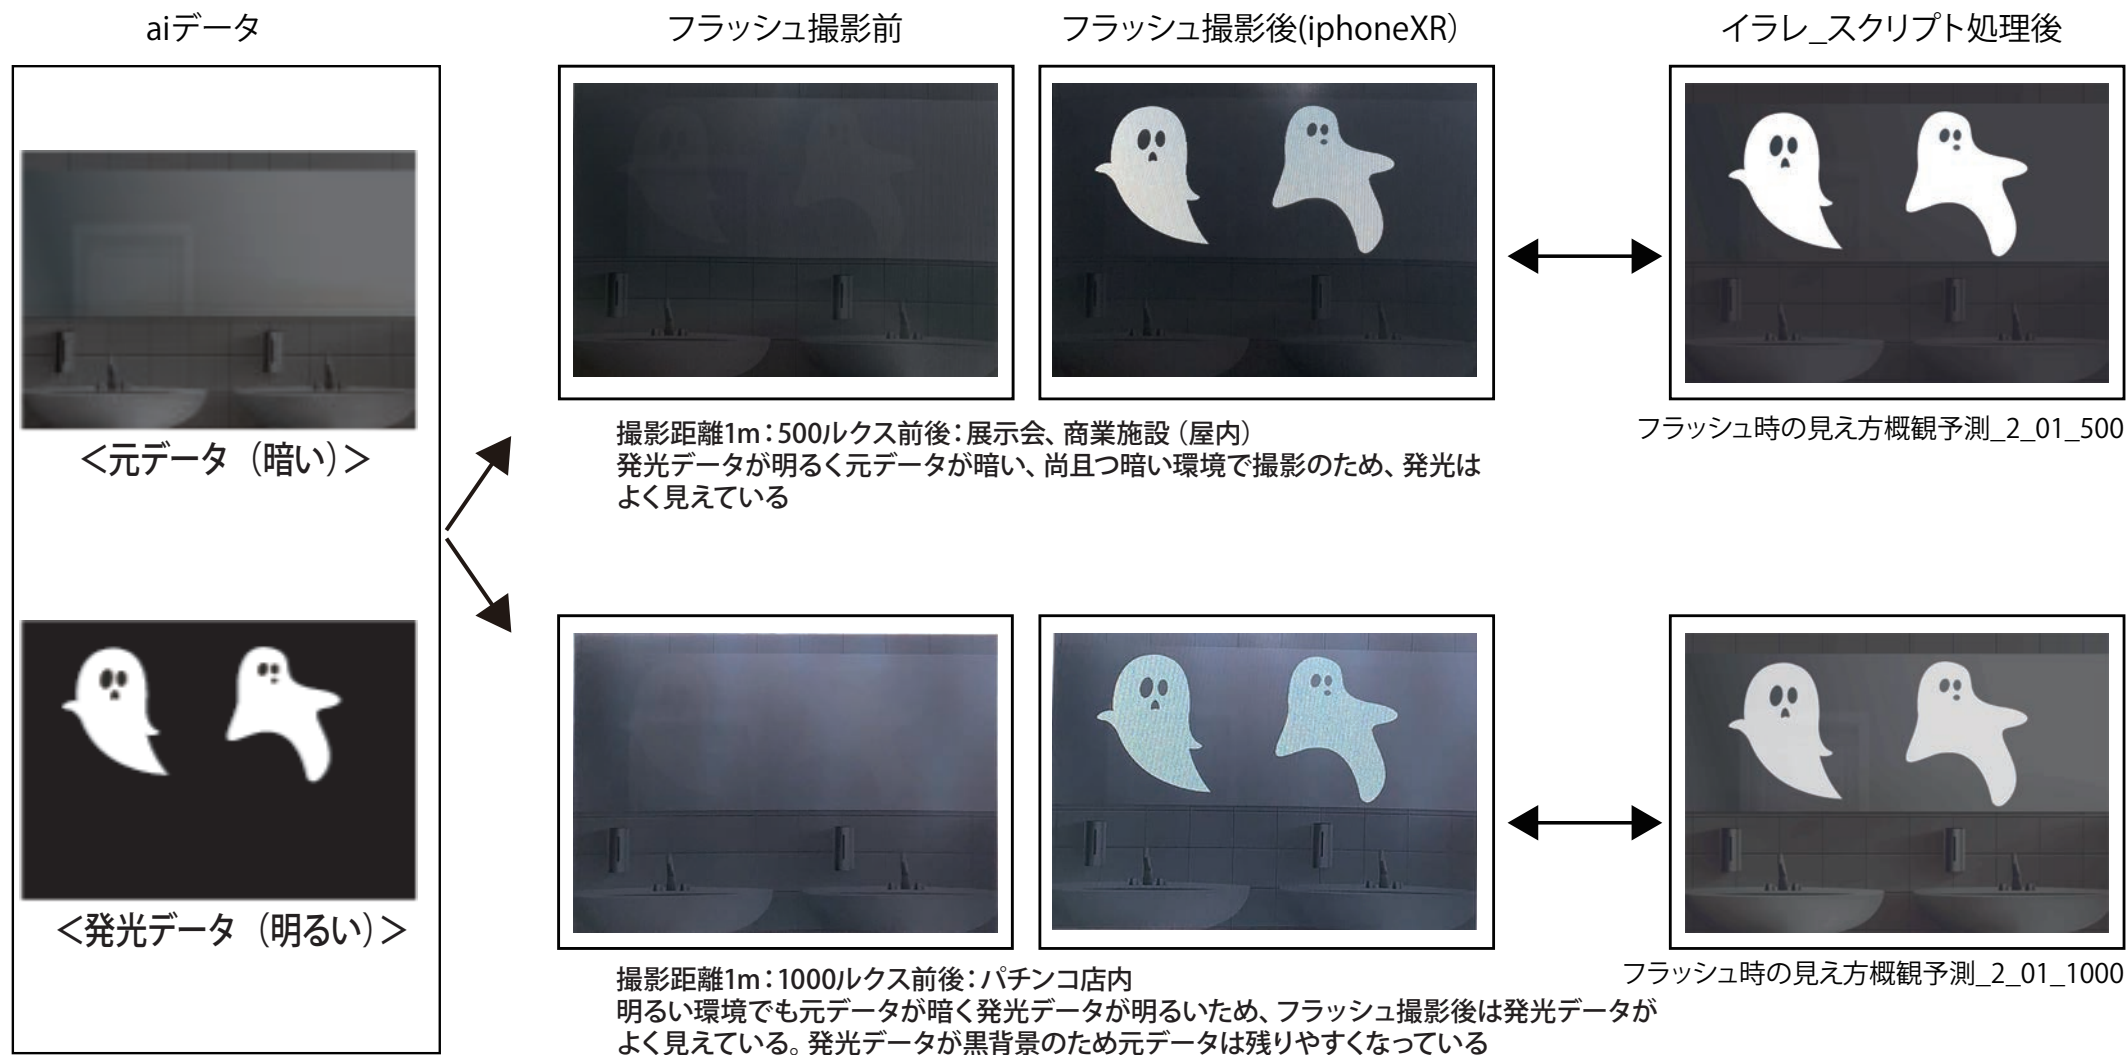 aiデータ
フラッシュ撮影前
フラッシュ撮影後(iphoneXR)
イラレ_スクリプト処理後
＜元データ（暗い）＞
撮影距離1m：500ルクス前後：展示会、商業施設（屋内）
発光データが明るく元データが暗い、尚且つ暗い環境で撮影のため、発光は
よく見えている
フラッシュ時の見え方概観予測_2_01_500
＜発光データ（明るい）＞
撮影距離1m：1000ルクス前後：パチンコ店内
明るい環境でも元データが暗く発光データが明るいため、フラッシュ撮影後は発光データが
よく見えている。発光データが黒背景のため元データは残りやすくなっている
フラッシュ時の見え方概観予測_2_01_1000